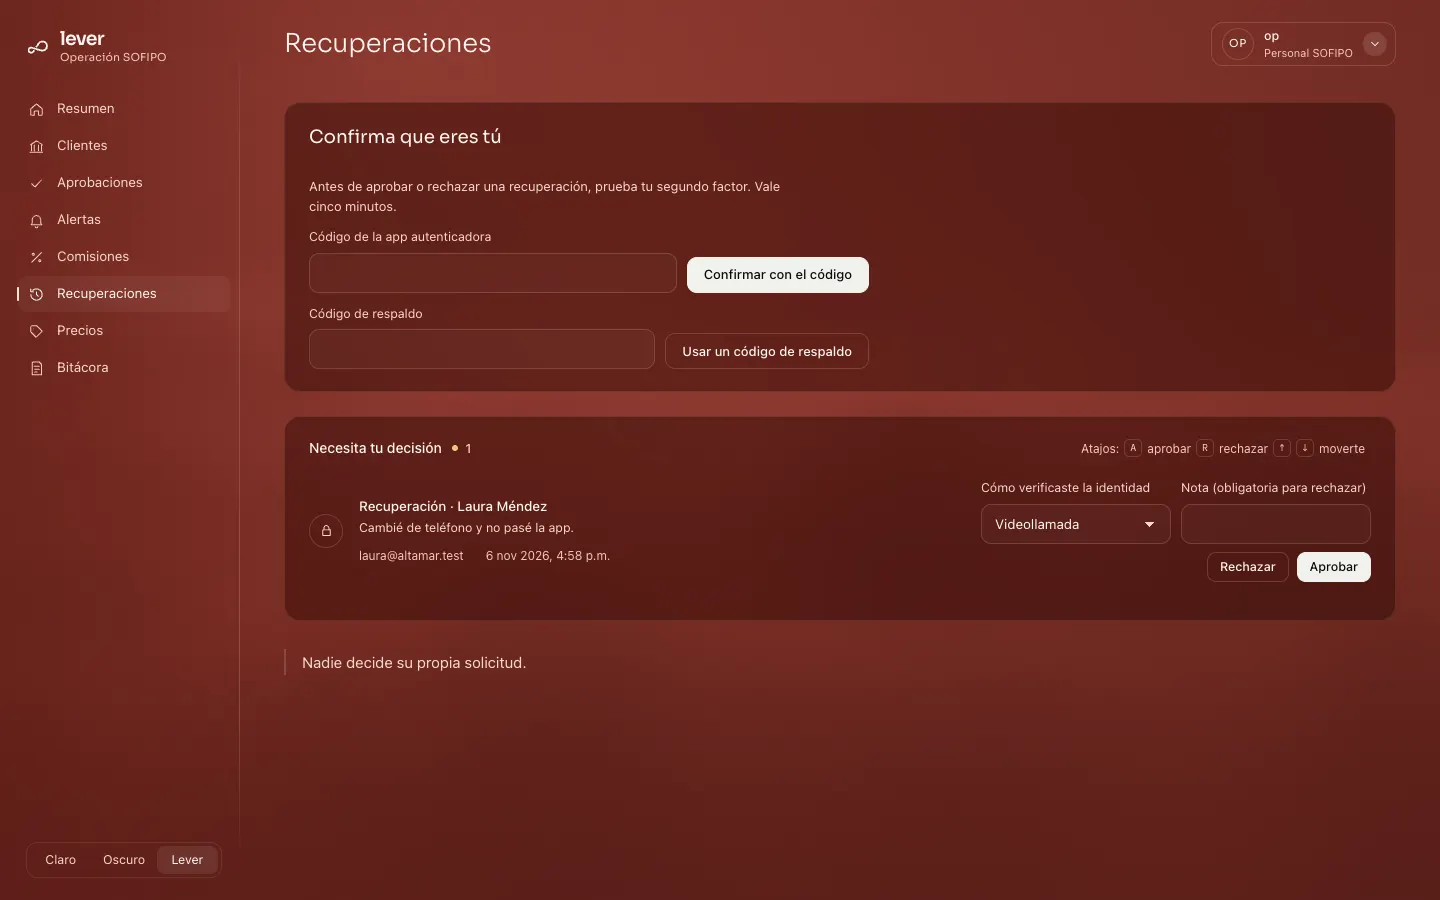 lever
Operación SOFIPO
Resumen
Clientes
Aprobaciones
Alertas
Comisiones
Recuperaciones
Precios
Bitácora
Claro Oscuro Lever
Recuperaciones
OP
op
Personal SOFIPO
Confirma que eres tú
Antes de aprobar o rechazar una recuperación, prueba tu segundo factor. Vale
cinco minutos.
Código de la app autenticadora
Confirmar con el código
Código de respaldo
Usar un código de respaldo
Necesita tu decisión 1
Atajos: A aprobar R rechazar ↑ ↓ moverte
Recuperación · Laura Méndez
Cambié de teléfono y no pasé la app.
laura@altamar.test 6 nov 2026, 4:58 p.m.
Cómo verificaste la identidad
Videollamada
Nota (obligatoria para rechazar)
Rechazar Aprobar
Nadie decide su propia solicitud.